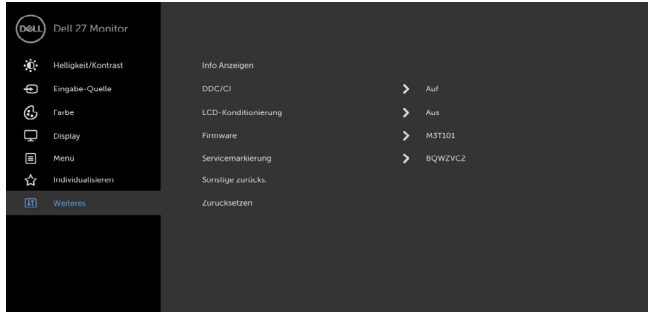 DELL Dell 27 Monitor
Helligkeit/Kontrast
Eingabe-Quelle
Farbe
Display
Menü
Individualisieren
Weiteres
Info Anzeigen
DDC/CI Auf
LCD-Konditionierung Aus
Firmware M3T101
Servicemarkierung BQWZVC2
Sonstige zurücks.
Zurücksetzen